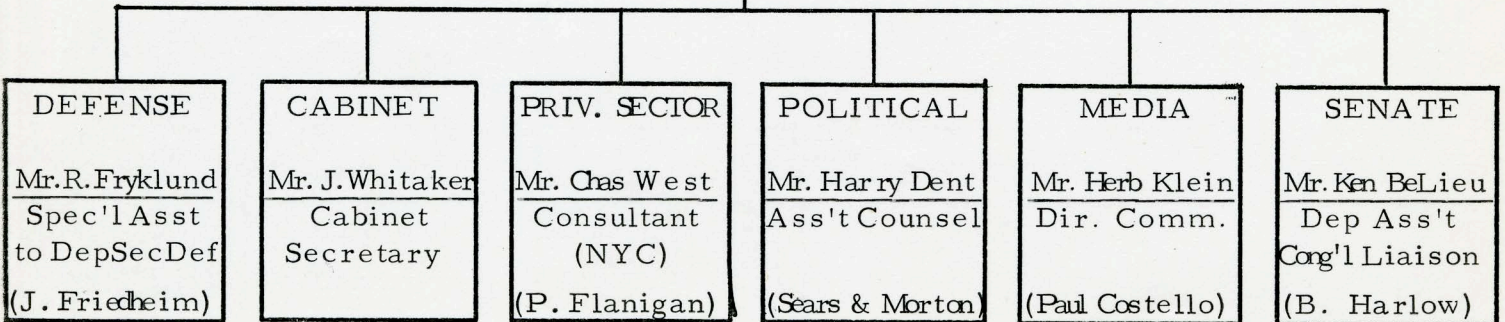 DEFENSE
Mr.R.Fryklund
Spec'l Asst
to DepSecDef
(J. Friedheim)
CABINET
Mr. J.Whitaker
Cabinet
Secretary
PRIV. SECTOR
Mr. Chas West
Consultant
(NYC)
(P. Flanigan)
POLITICAL
Mr. Harry Dent
Ass't Counsel
(Sears & Morton)
MEDIA
Mr. Herb Klein
Dir. Comm.
(Paul Costello)
SENATE
Mr. Ken BeLieu
Dep Ass't
Cong'l Liaison
(B. Harlow)